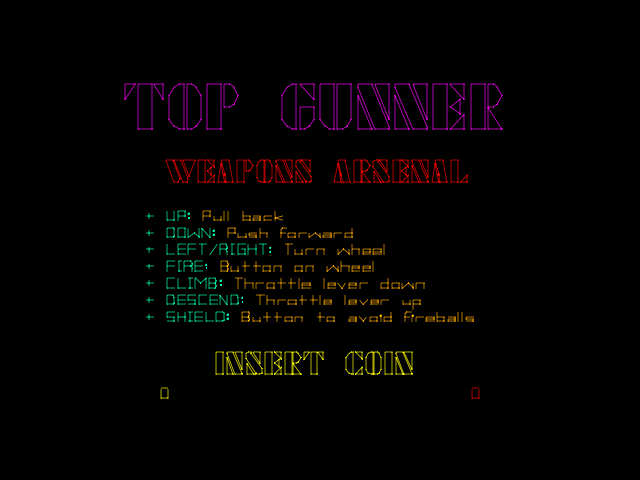 TOP GUNNER
WEAPONS ARSENAL
+ UP: Pull back
+ DOWN: Push forward
+ LEFT/RIGHT: Turn wheel
+ FIRE: Button on wheel
+ CLIMB: Throttle lever down
+ DESCEND: Throttle lever up
+ SHIELD: Button to avoid fireballs
INSERT COIN
0 0